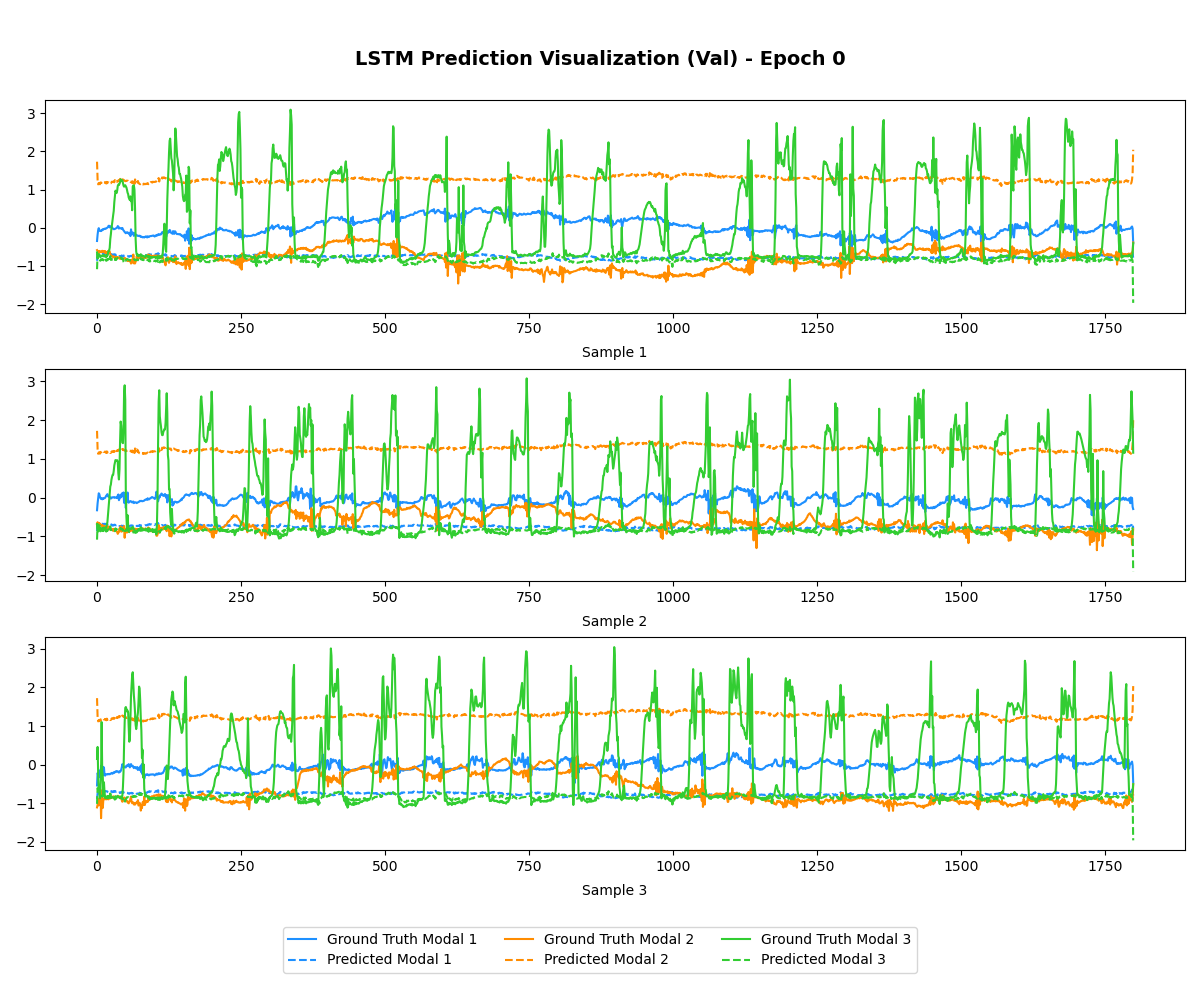 LSTM Prediction Visualization (Val) - Epoch 0
3
2
1
0
−1
−2
0 250 500 750 1000 1250 1500 1750
Sample 1
3
2
1
0
−1
−2
0 250 500 750 1000 1250 1500 1750
Sample 2
3
2
1
0
−1
−2
0 250 500 750 1000 1250 1500 1750
Sample 3
Ground Truth Modal 1 Ground Truth Modal 2 Ground Truth Modal 3
Predicted Modal 1 Predicted Modal 2 Predicted Modal 3